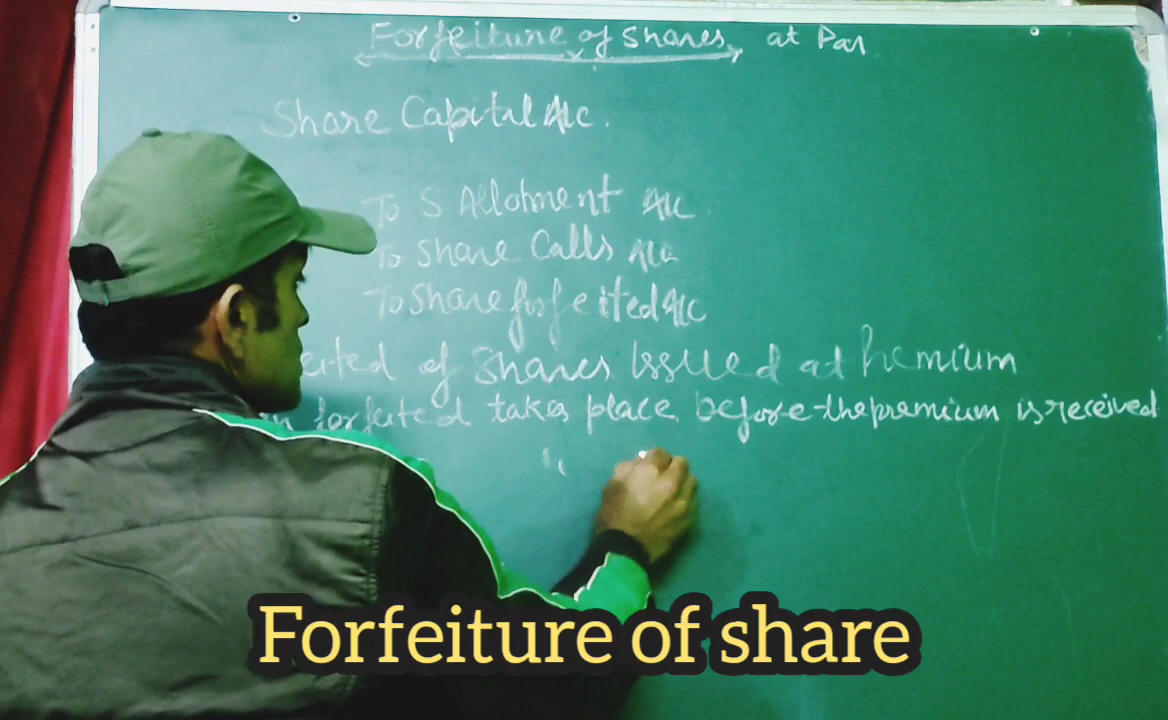 Forfeiture of Shares at Par
Share Capital A/c.
To S Allotment A/c
To Share Calls A/c
To Share forfeited A/c
of Shares Issued at Premium
forfeited takes place before the premium is received
Forfeiture of share